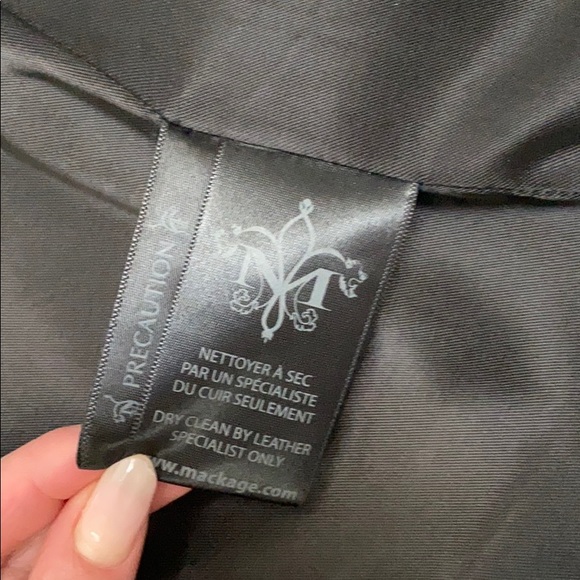 PRECAUTION
M
NETTOYER À SEC
PAR UN SPÉCIALISTE
DU CUIR SEULEMENT
DRY CLEAN BY LEATHER
SPECIALIST ONLY
www.mackage.com